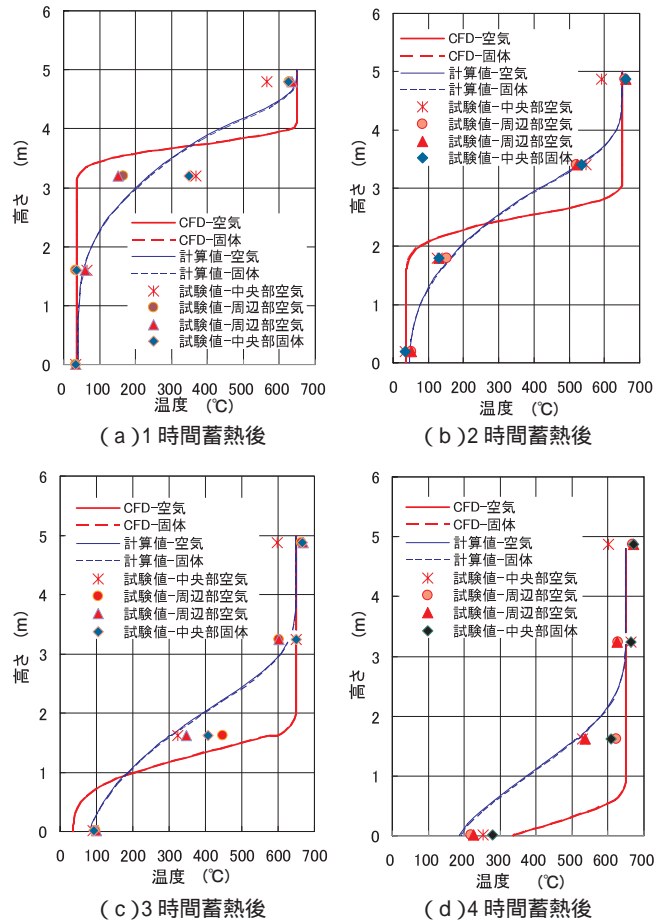 6
5
4
3
2
1
0
高さ (m)
CFD-空気
CFD-固体
計算値-空気
計算値-固体
試験値-中央部空気
試験値-周辺部空気
試験値-周辺部空気
試験値-中央部固体
0 100 200 300 400 500 600 700
温度 (℃)
(a)1時間蓄熱後
6
5
4
3
2
1
0
高さ (m)
CFD-空気
CFD-固体
計算値-空気
計算値-固体
試験値-中央部空気
試験値-周辺部空気
試験値-周辺部空気
試験値-中央部固体
0 100 200 300 400 500 600 700
温度 (℃)
(b)2時間蓄熱後
6
5
4
3
2
1
0
高さ (m)
CFD-空気
CFD-固体
計算値-空気
計算値-固体
試験値-中央部空気
試験値-周辺部空気
試験値-周辺部空気
試験値-中央部固体
0 100 200 300 400 500 600 700
温度 (℃)
(c)3時間蓄熱後
6
5
4
3
2
1
0
高さ (m)
CFD-空気
CFD-固体
計算値-空気
計算値-固体
試験値-中央部空気
試験値-周辺部空気
試験値-周辺部空気
試験値-中央部固体
0 100 200 300 400 500 600 700
温度 (℃)
(d)4時間蓄熱後